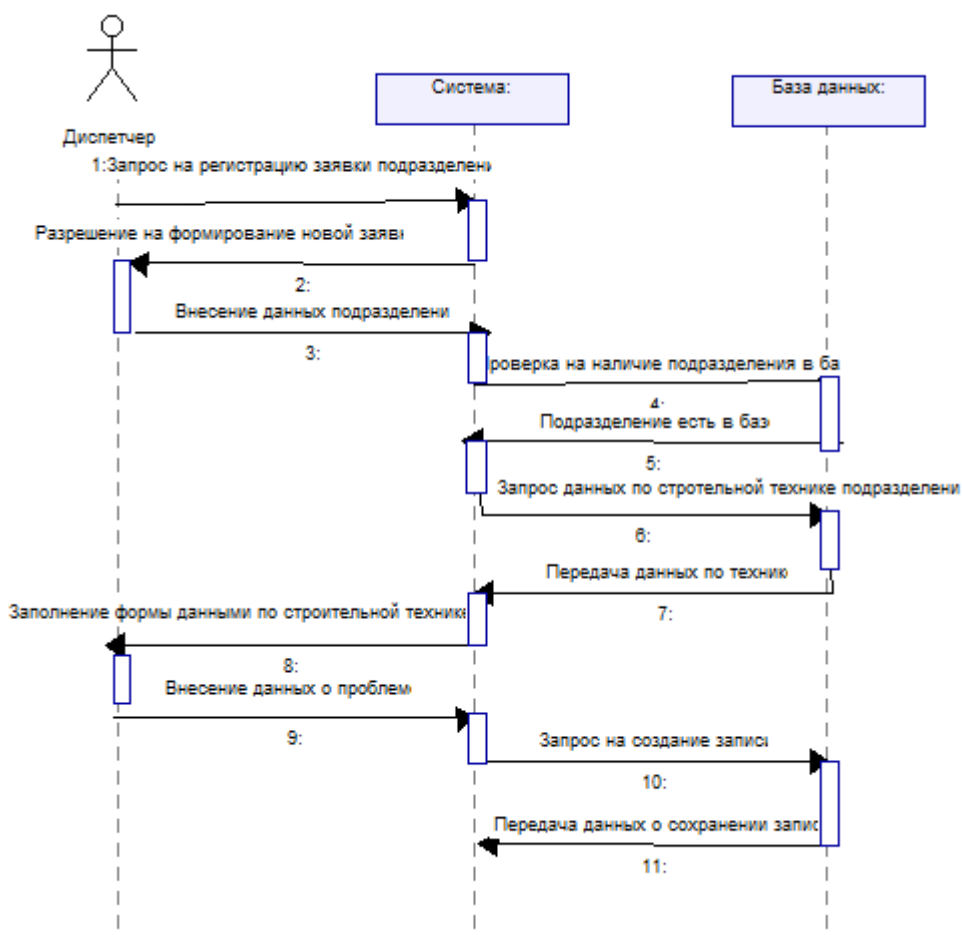 Система:
База данных:
Диспетчер
1:Запрос на регистрацию заявки подразделени
Разрешение на формирование новой заявк
2:
Внесение данных подразделени
3:
роверка на наличие подразделения в ба
4:
Подразделение есть в баз
5:
Запрос данных по стротельной технике подразделени
6:
Передача данных по техник
7:
Заполнение формы данными по строительной технике
8:
Внесение данных о проблем
9:
Запрос на создание запис
10:
Передача данных о сохранении запис
11: